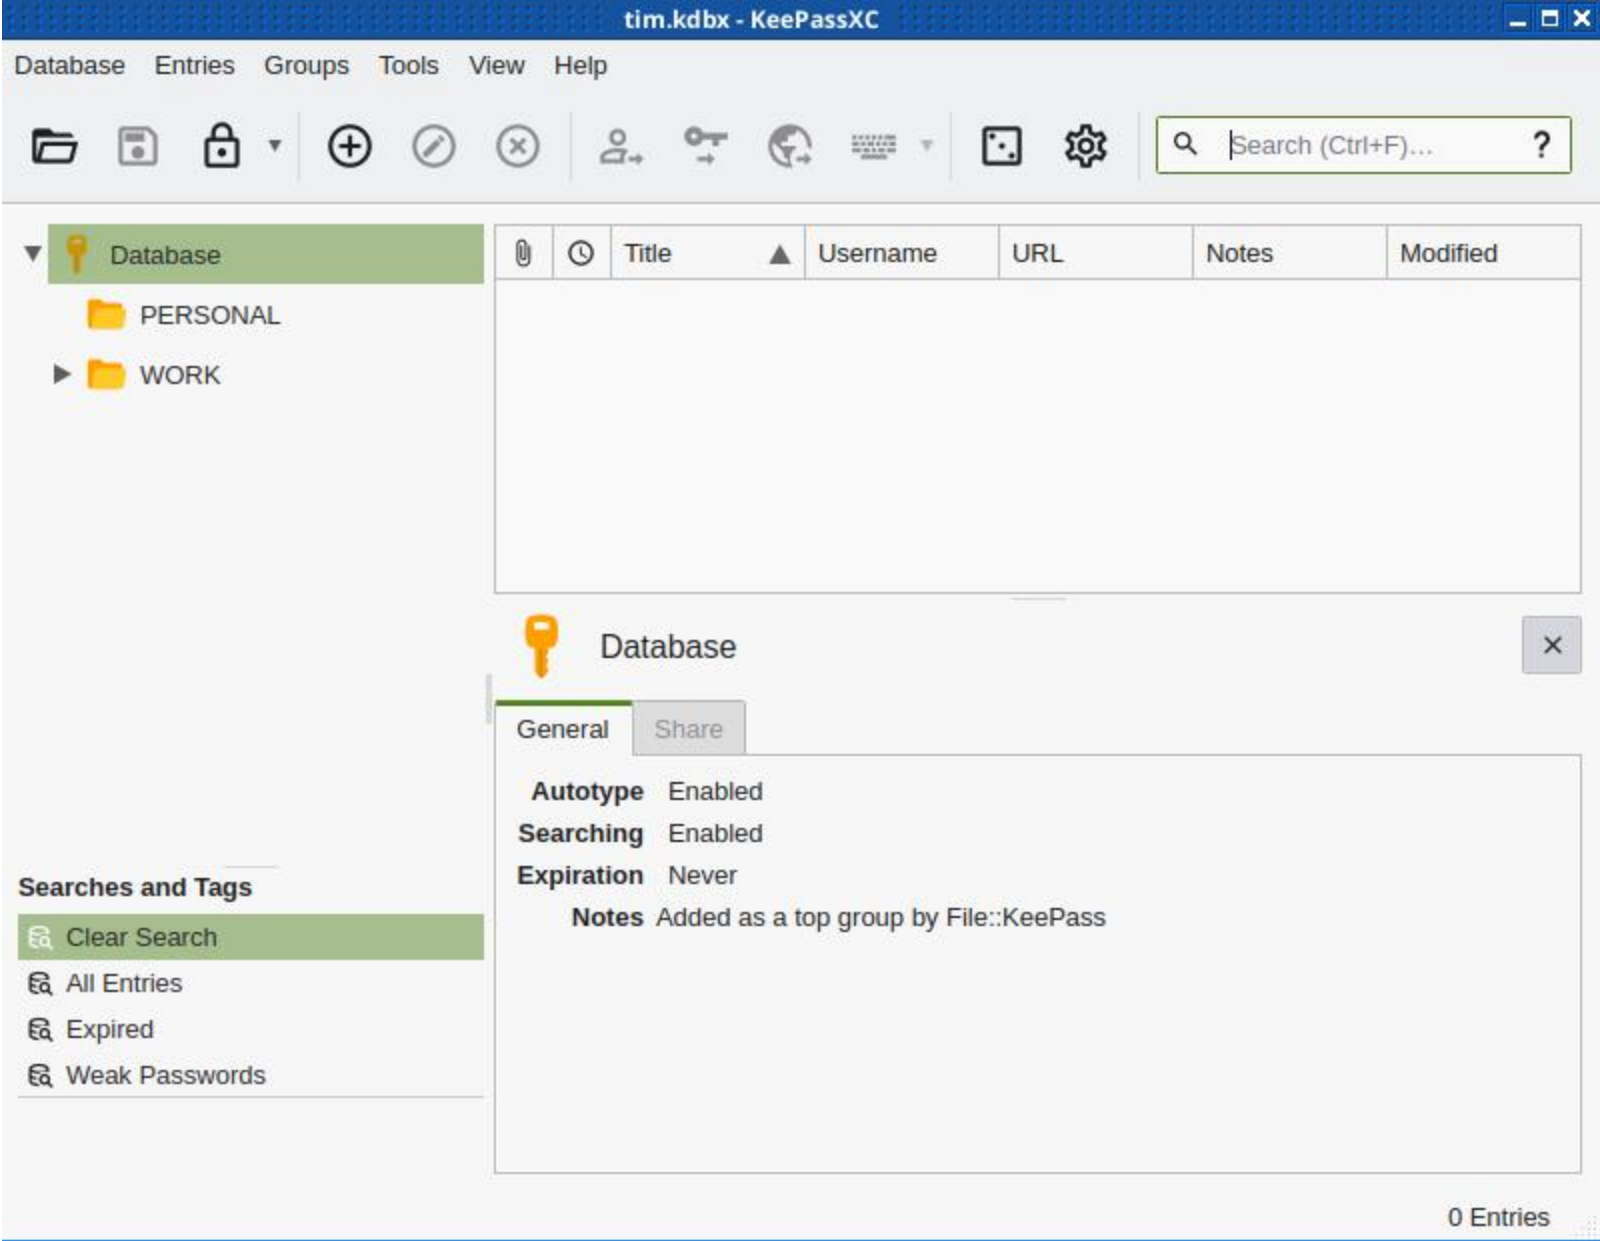 tim.kdbx - KeePassXC
Database Entries Groups Tools View Help
Search (Ctrl+F)... ?
Database
PERSONAL
WORK
Title Username URL Notes Modified
Database
General Share
Autotype Enabled
Searching Enabled
Expiration Never
Notes Added as a top group by File::KeePass
Searches and Tags
Clear Search
All Entries
Expired
Weak Passwords
0 Entries